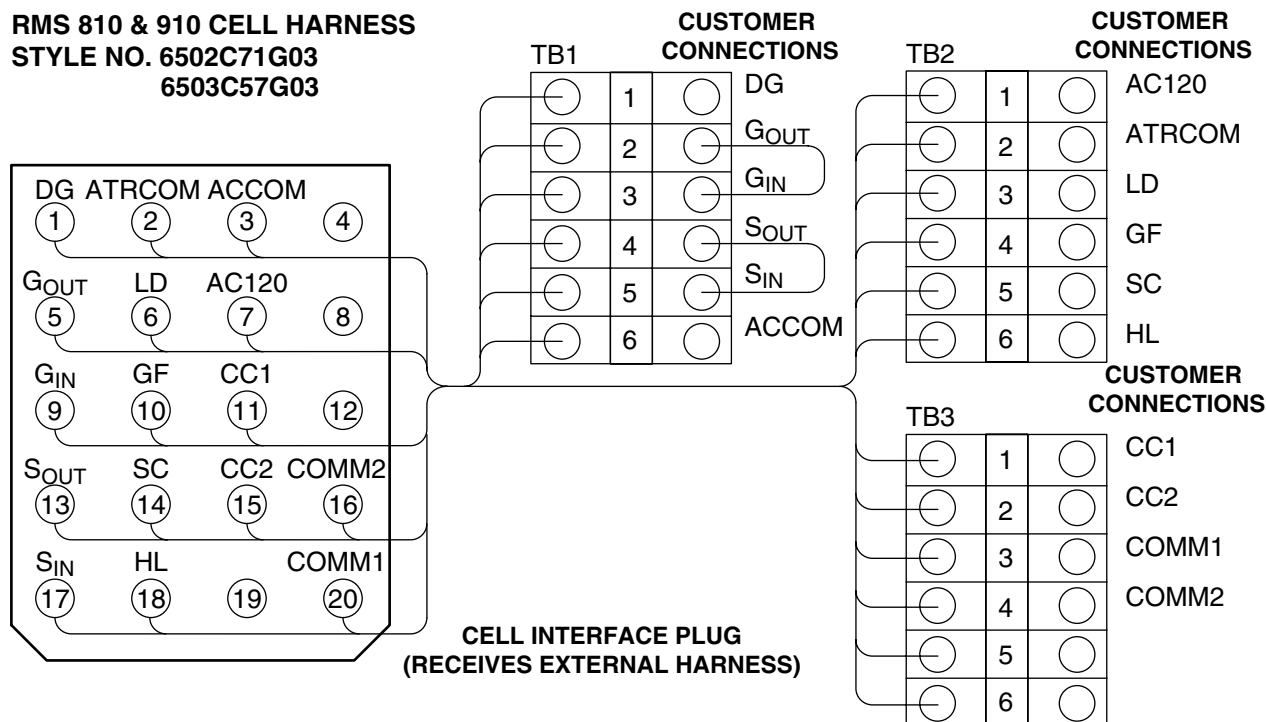 RMS 810 & 910 CELL HARNESS
STYLE NO. 6502C71G03
6503C57G03
DG ATRCOM ACCOM
1 2 3 4
GOUT LD AC120
5 6 7 8
GIN GF CC1
9 10 11 12
SOUT SC CC2 COMM2
13 14 15 16
SIN HL COMM1
17 18 19 20
CELL INTERFACE PLUG
(RECEIVES EXTERNAL HARNESS)
TB1
CUSTOMER
CONNECTIONS
1 DG
2 GOUT
3 GIN
4 SOUT
5 SIN
6 ACCOM
TB2
CUSTOMER
CONNECTIONS
1 AC120
2 ATRCOM
3 LD
4 GF
5 SC
6 HL
TB3
CUSTOMER
CONNECTIONS
1 CC1
2 CC2
3 COMM1
4 COMM2
5
6